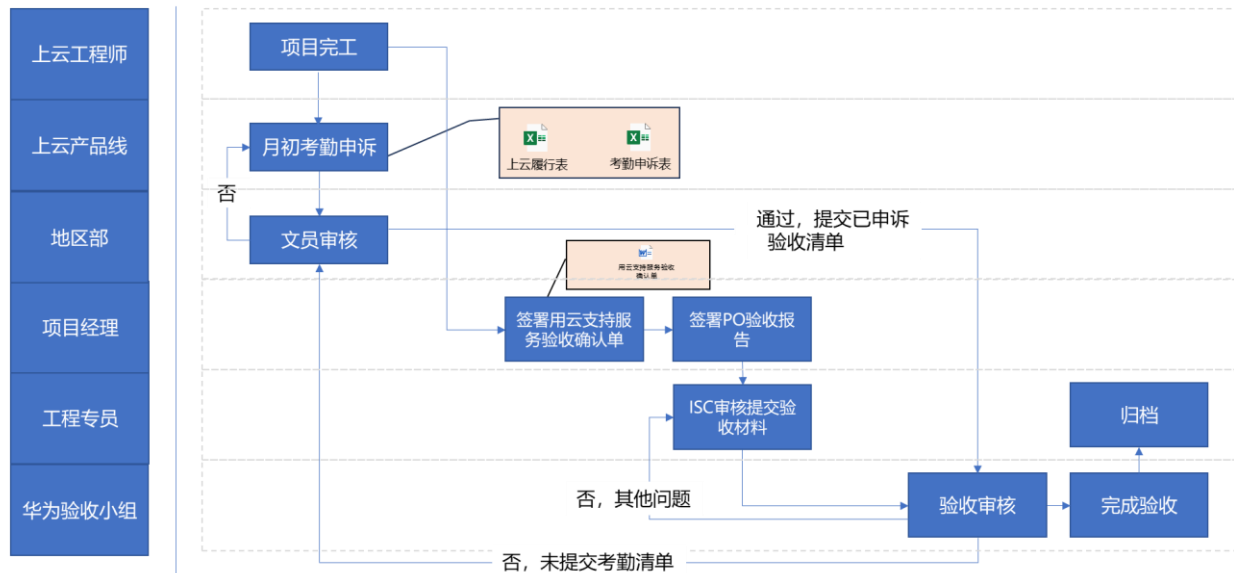 上云工程师
项目完工
上云产品线
月初考勤申诉
上云履行表
考勤申诉表
否
地区部
文员审核
通过，提交已申诉
验收清单
用云支持服务验收
确认单
项目经理
签署用云支持服
务验收确认单
签署PO验收报
告
工程专员
ISC审核提交验
收材料
归档
华为验收小组
否，其他问题
验收审核
完成验收
否，未提交考勤清单